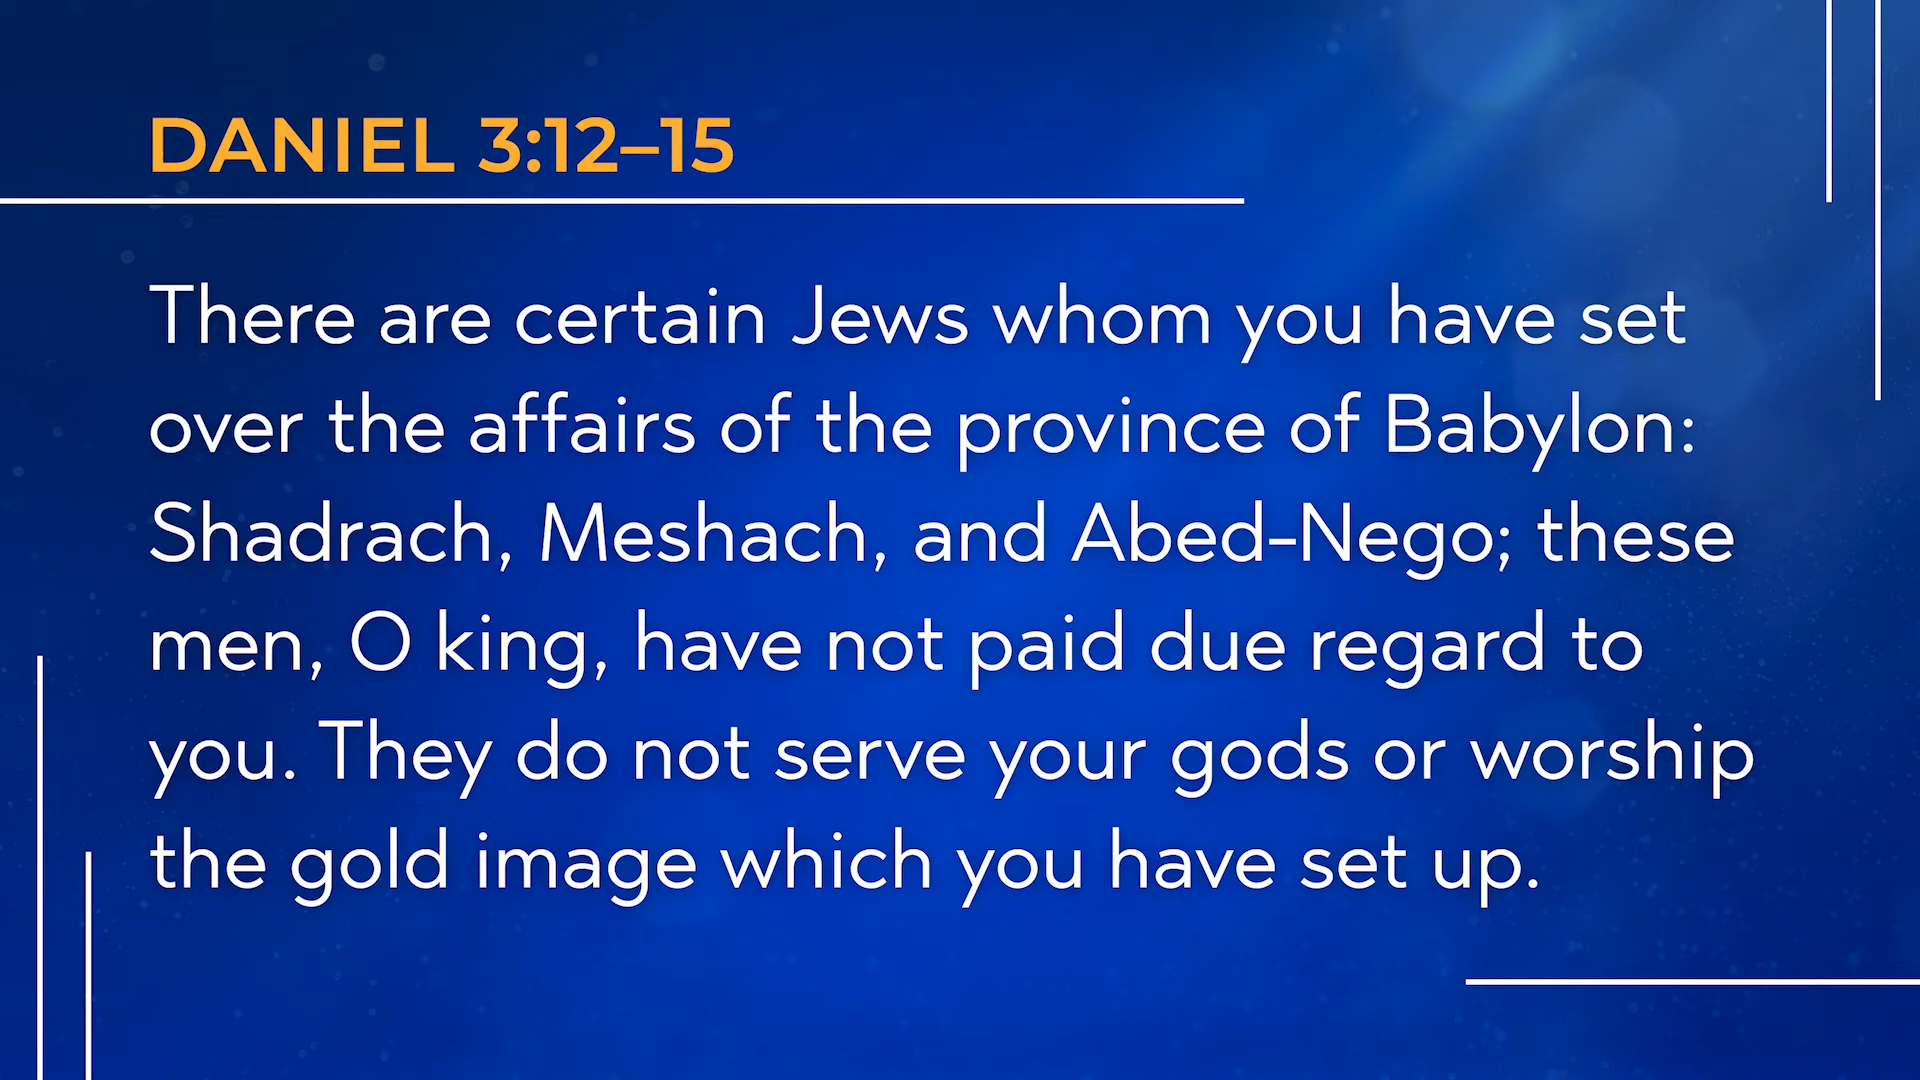 DANIEL 3:12–15
There are certain Jews whom you have set
over the affairs of the province of Babylon:
Shadrach, Meshach, and Abed-Nego; these
men, O king, have not paid due regard to
you. They do not serve your gods or worship
the gold image which you have set up.